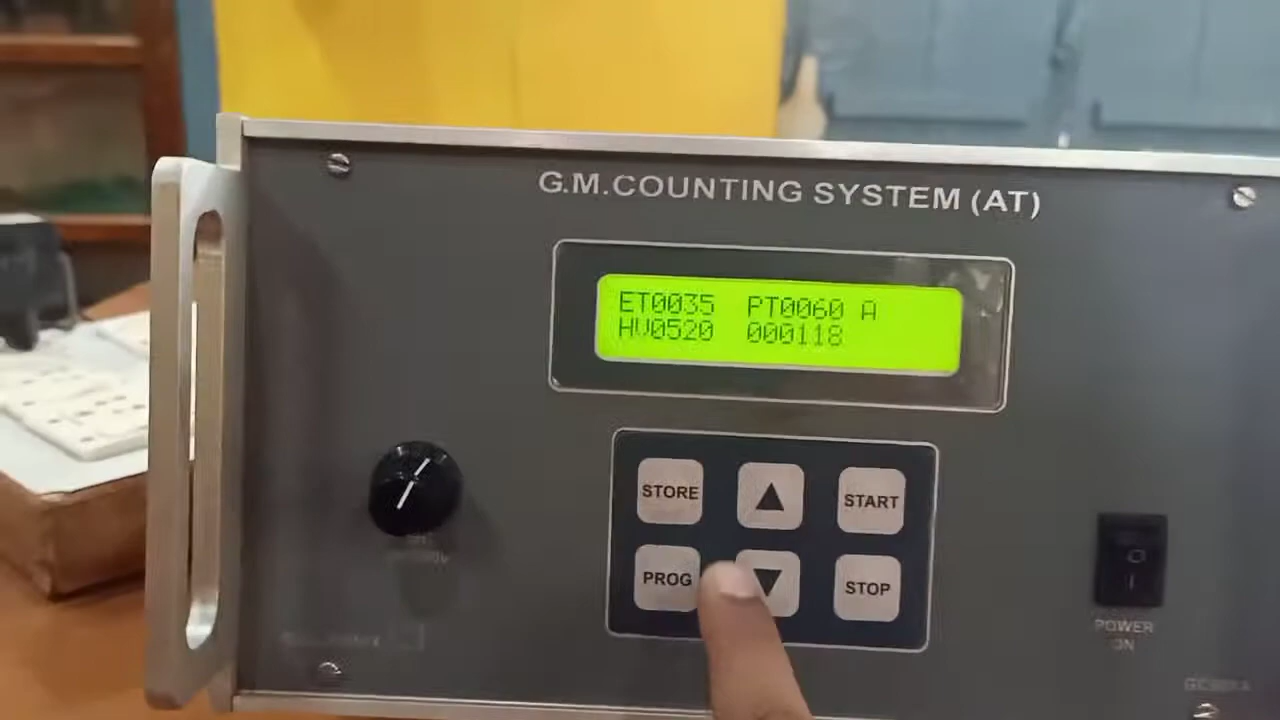 G.M.COUNTING SYSTEM (AT)
ET0035 PT0060 A
HV0520 000118
STORE
START
PROG
STOP
POWER
ON